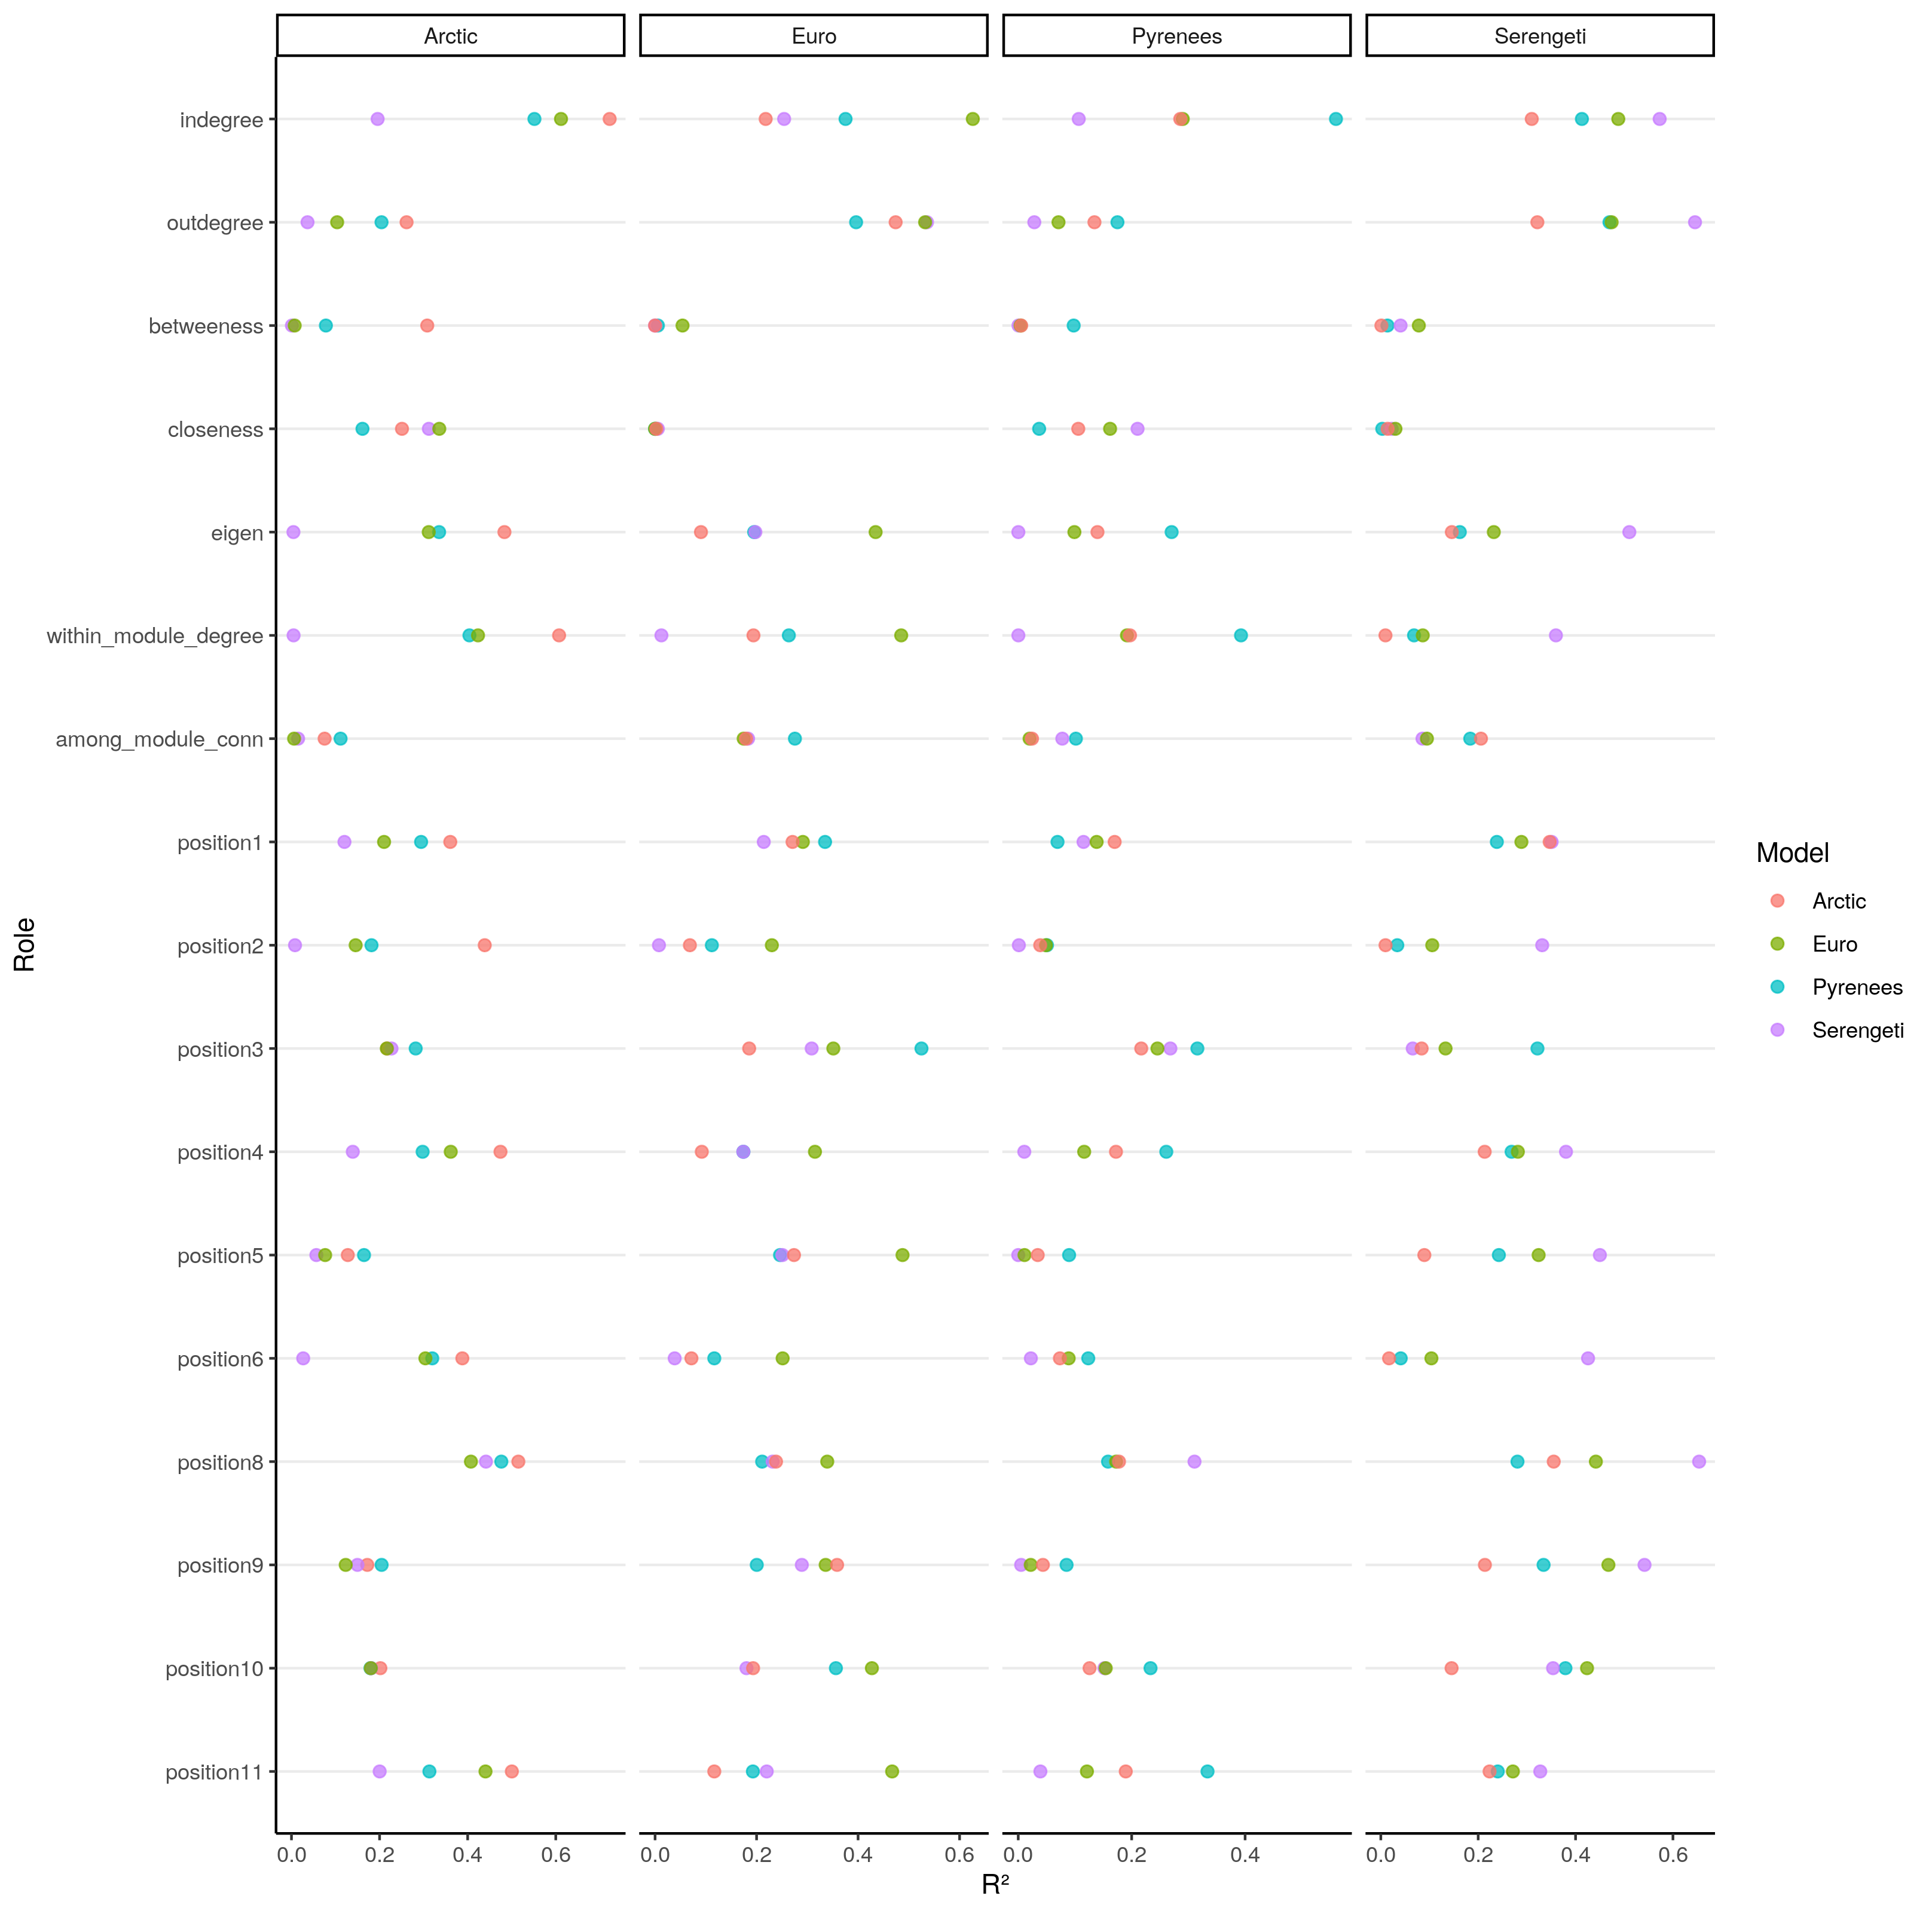 Arctic
Euro
Pyrenees
Serengeti
indegree
outdegree
betweeness
closeness
eigen
within_module_degree
among_module_conn
position1
position2
position3
position4
position5
position6
position8
position9
position10
position11
Role
0.0 0.2 0.4 0.6
0.0 0.2 0.4 0.6
0.0 0.2 0.4
0.0 0.2 0.4 0.6
R²
Model
Arctic
Euro
Pyrenees
Serengeti